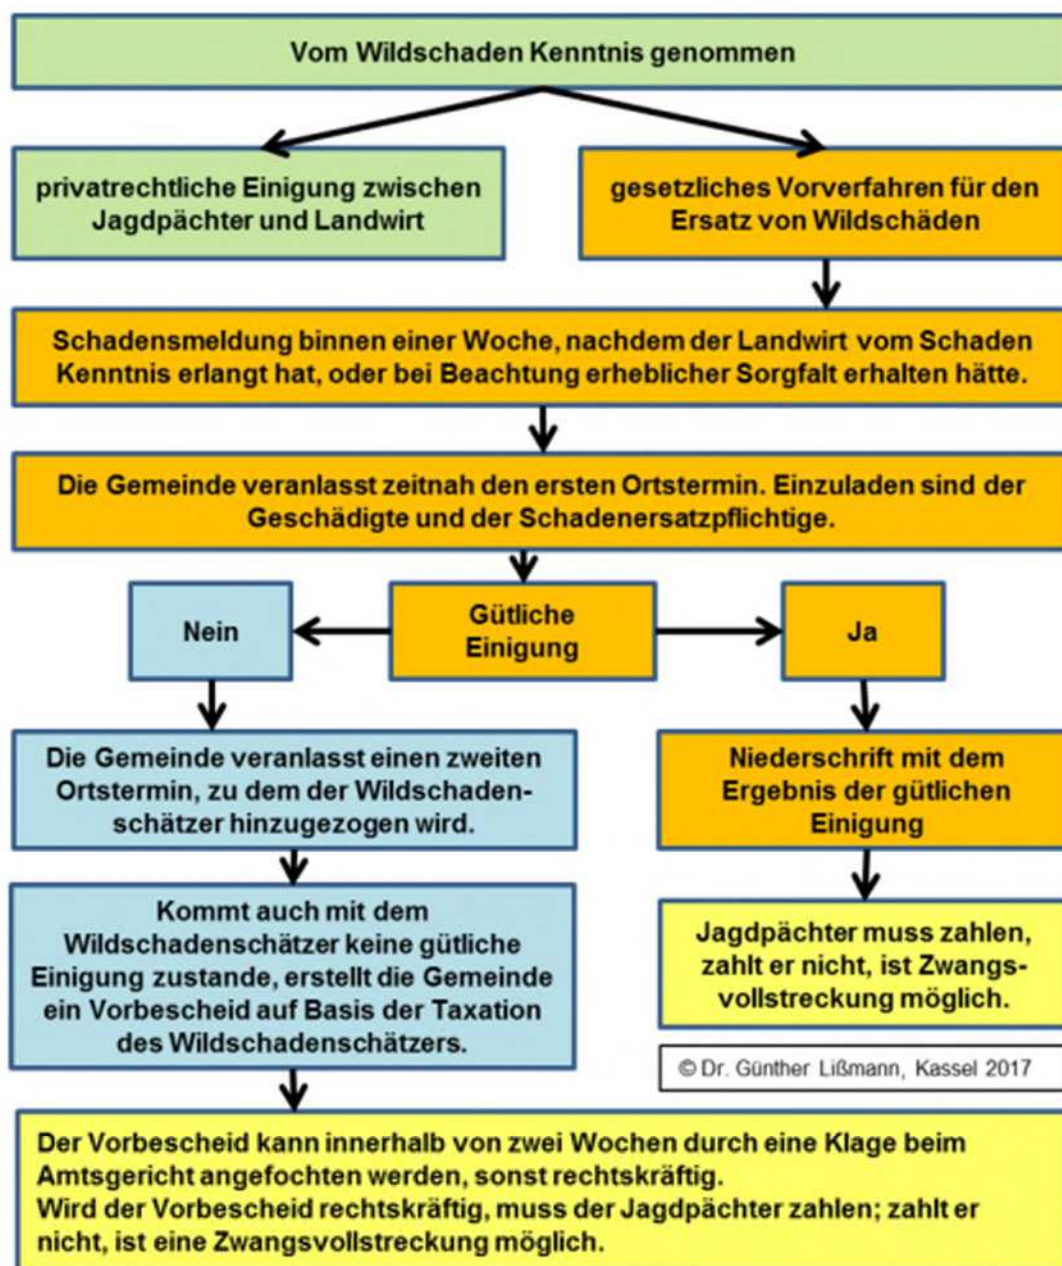 Vom Wildschaden Kenntnis genommen
privatrechtliche Einigung zwischen
Jagdpächter und Landwirt
gesetzliches Vorverfahren für den
Ersatz von Wildschäden
Schadensmeldung binnen einer Woche, nachdem der Landwirt vom Schaden
Kenntnis erlangt hat, oder bei Beachtung erheblicher Sorgfalt erhalten hätte.
Die Gemeinde veranlasst zeitnah den ersten Ortstermin. Einzuladen sind der
Geschädigte und der Schadenersatzpflichtige.
Nein
Gütliche
Einigung
Ja
Die Gemeinde veranlasst einen zweiten
Ortstermin, zu dem der Wildschaden-
schätzer hinzugezogen wird.
Niederschrift mit dem
Ergebnis der gütlichen
Einigung
Kommt auch mit dem
Wildschadenschätzer keine gütliche
Einigung zustande, erstellt die Gemeinde
ein Vorbescheid auf Basis der Taxation
des Wildschadenschätzers.
Jagdpächter muss zahlen,
zahlt er nicht, ist Zwangs-
vollstreckung möglich.
© Dr. Günther Lißmann, Kassel 2017
Der Vorbescheid kann innerhalb von zwei Wochen durch eine Klage beim
Amtsgericht angefochten werden, sonst rechtskräftig.
Wird der Vorbescheid rechtskräftig, muss der Jagdpächter zahlen; zahlt er
nicht, ist eine Zwangsvollstreckung möglich.